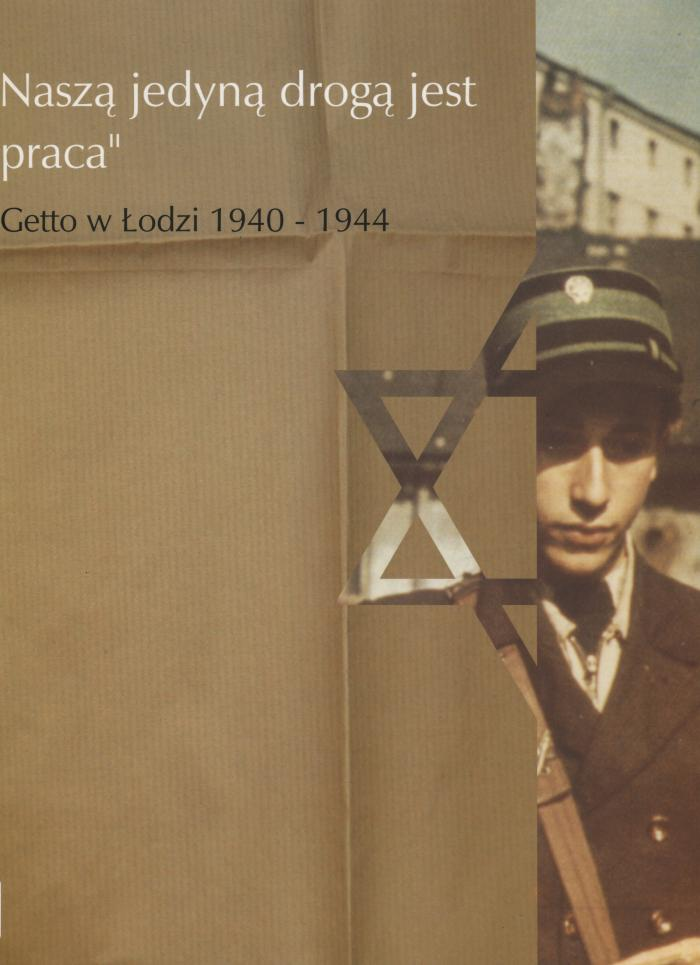 Naszą jedyną drogą jest
praca"
Getto w Łodzi 1940 - 1944